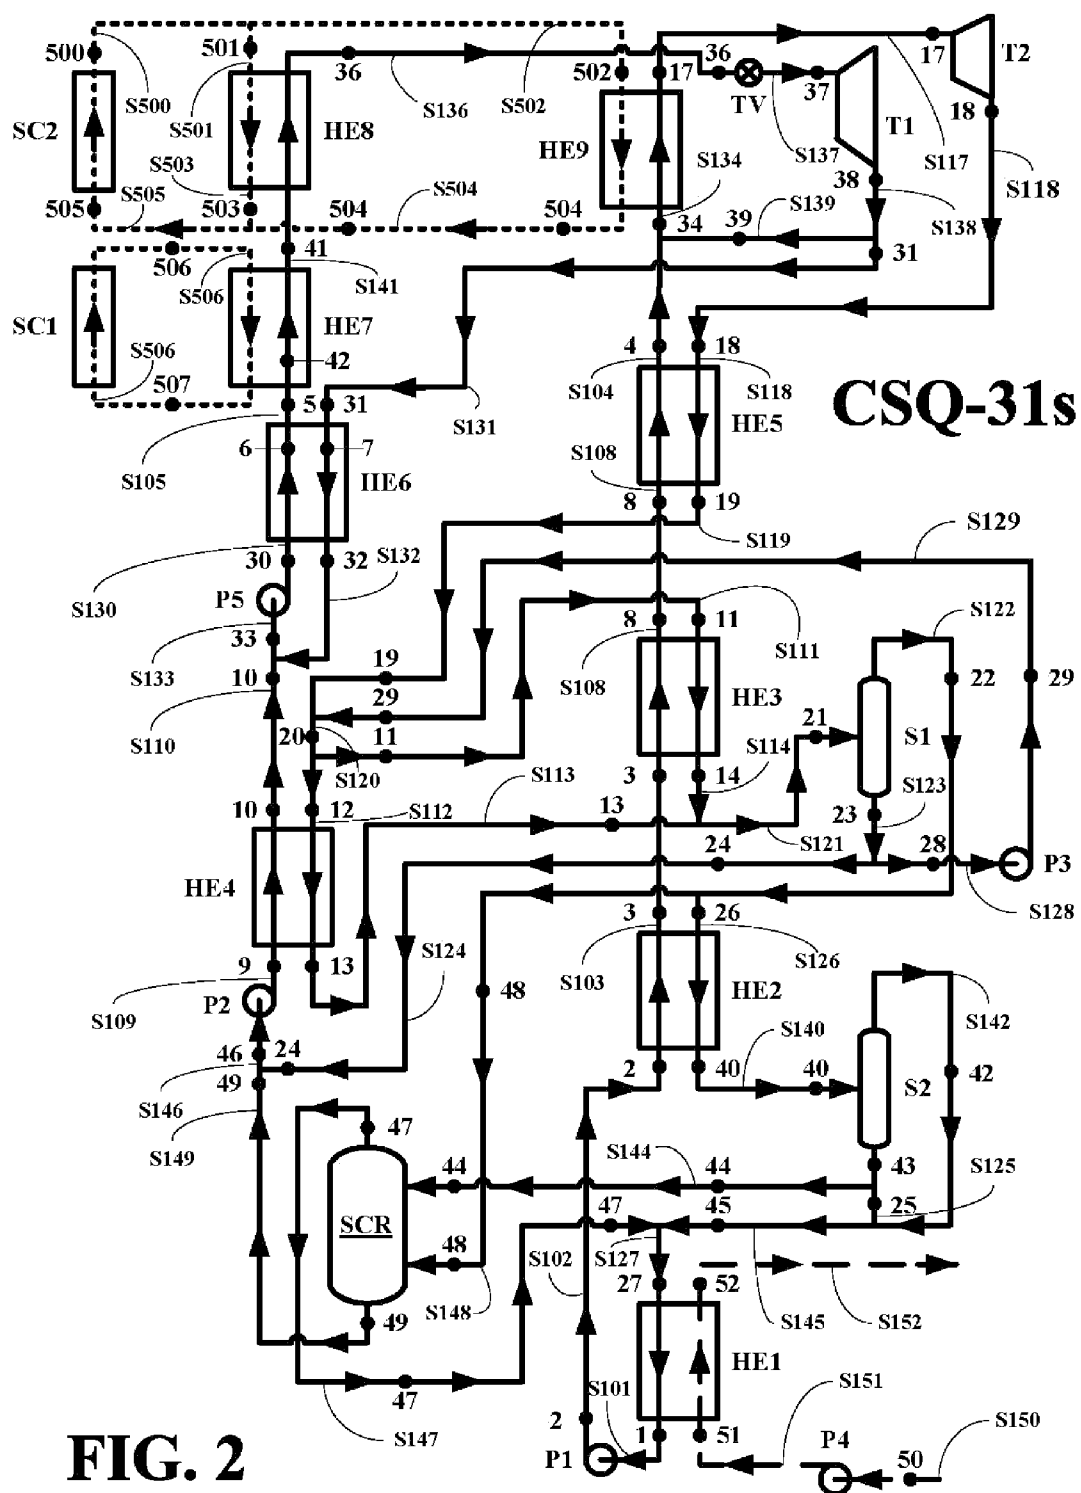 500 501 36 36 17 17 T2
S500 S501 S136 S502 502 TV 37 18
SC2 HE8 HE9 T1 S137 S117
S503 S134 38 S118
505 S505 503 504 S504 504 34 39 S139 S138
506 S506 41 S141 31
SC1 HE7 4 18
S506 42 S104 S118 CSQ-31s
507 5 31 S131 HE5
S105 6 7 HE6 S108
8 19
S119 S129
30 32 S132
S130 P5 S122
33 8 11 S111
S133 19 S108 22 29
10 29 HE3 21 S1
S110 20 11 S120
3 14 S114
10 12 S112 S113 13 23 S123
S121
24 28 P3
HE4 S128
3 26
S124 S103 S126
9 13 48 HE2 S142
S109 P2 S140
46 24 2 40 40 S2 42
49
S146
S149 47 S144 43
44 44 S125
SCR 47 45 25
S127
48 S102 27 52
S148 S145 S152
49
HE1
47 S101 S151
S147 2 S150
1 51 P4
FIG. 2 P1 50